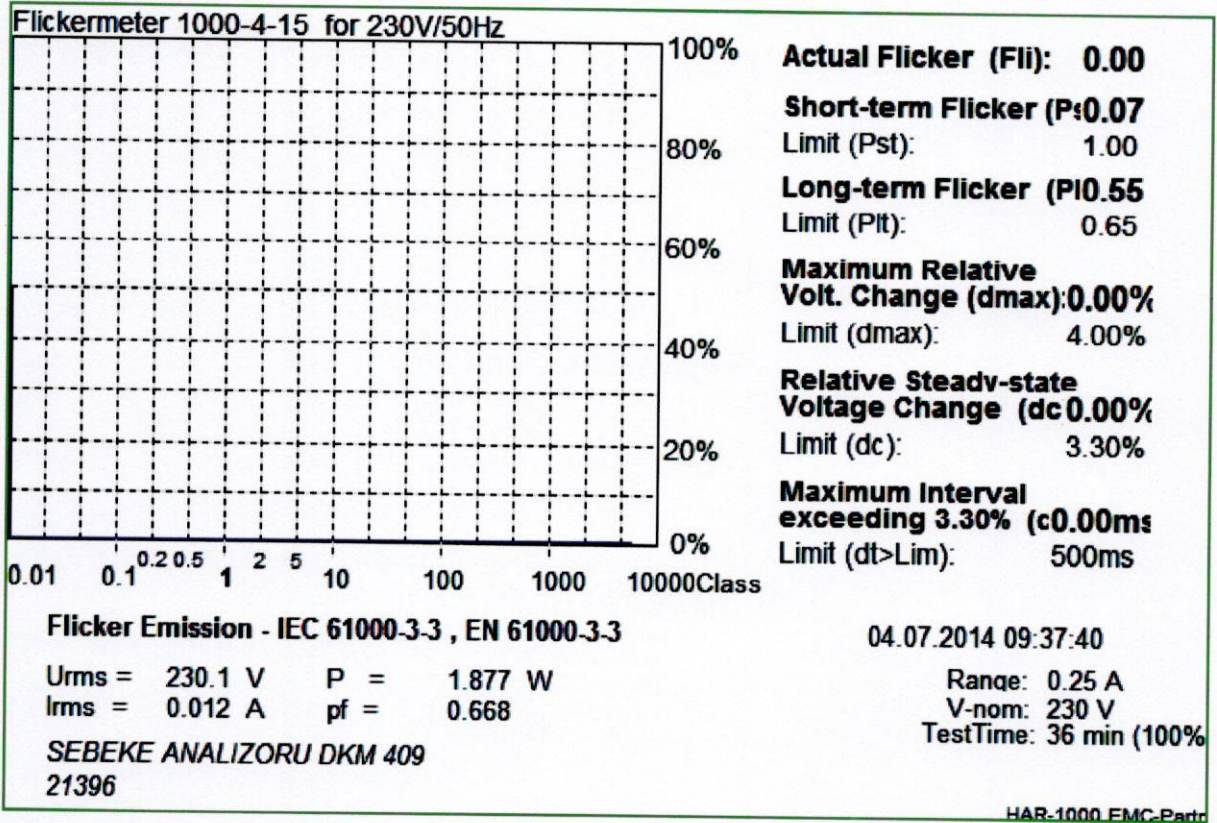 Flickermeter 1000-4-15 for 230V/50Hz
100%
80%
60%
40%
20%
0%
0.01 0.1 0.2 0.5 1 2 5 10 100 1000 10000Class
Actual Flicker (Fli): 0.00
Short-term Flicker (Ps0.07
Limit (Pst): 1.00
Long-term Flicker (Pl0.55
Limit (Plt): 0.65
Maximum Relative
Volt. Change (dmax):0.00%
Limit (dmax): 4.00%
Relative Steady-state
Voltage Change (dc0.00%
Limit (dc): 3.30%
Maximum Interval
exceeding 3.30% (d0.00ms
Limit (dt>Lim): 500ms
Flicker Emission - IEC 61000-3-3 , EN 61000-3-3
04.07.2014 09:37:40
Urms = 230.1 V P = 1.877 W
Irms = 0.012 A pf = 0.668
Range: 0.25 A
V-nom: 230 V
TestTime: 36 min (100%
SEBEKE ANALIZORU DKM 409
21396
HAR-1000 EMC-Partr